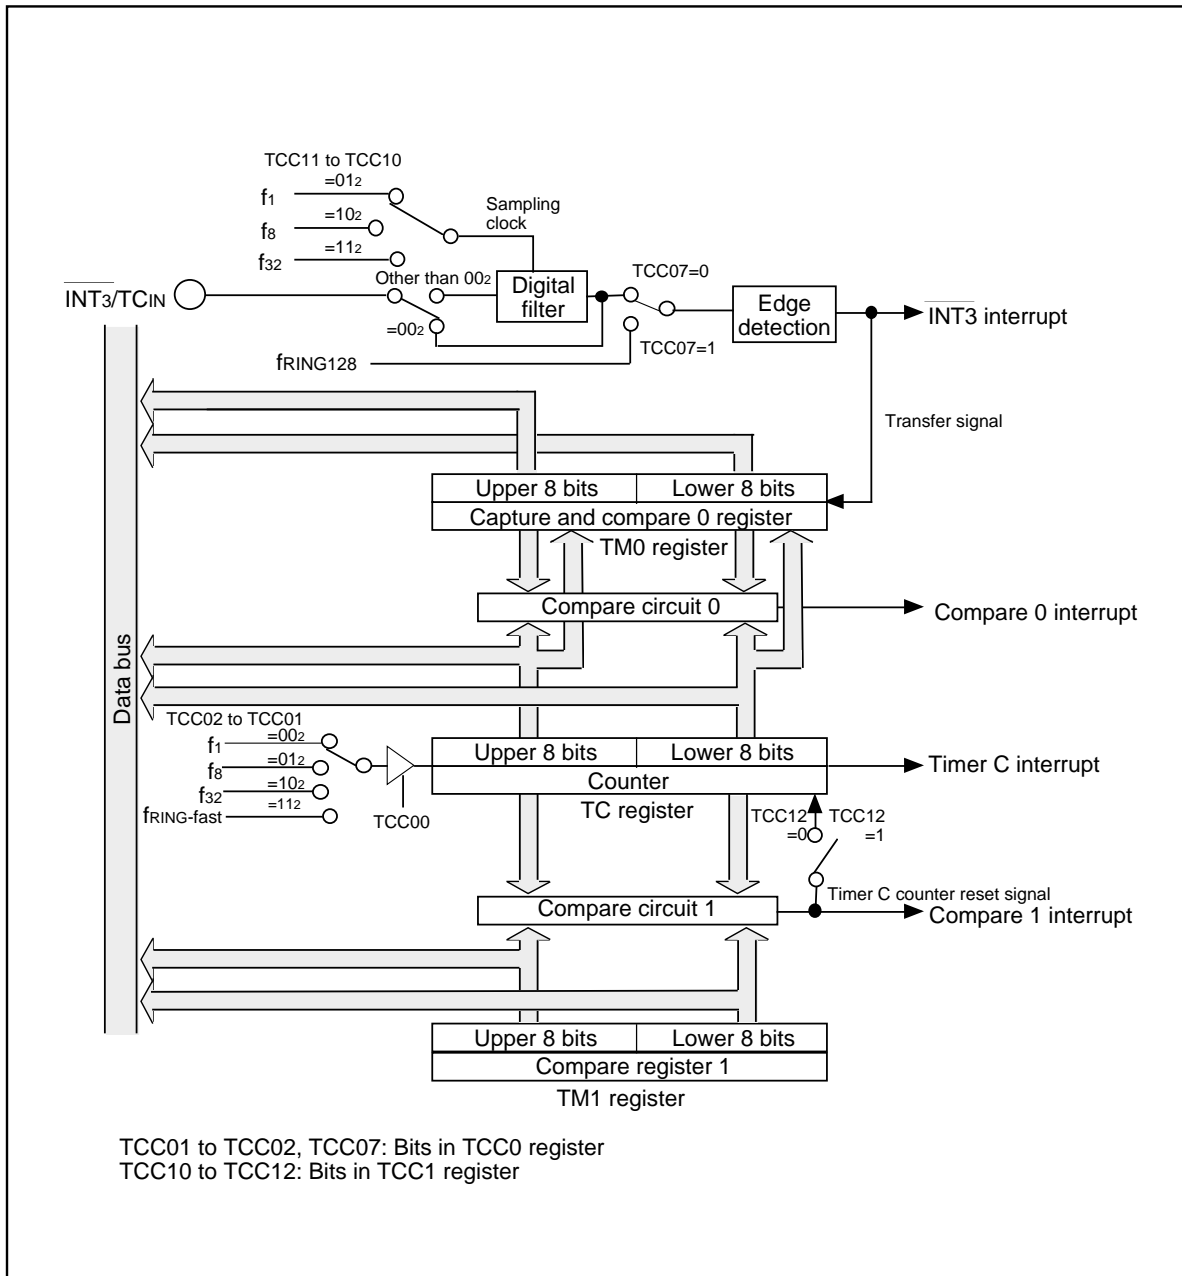 TCC11 to TCC10
=01₂
f₁
Sampling
clock
=10₂
f₈
=11₂
f₃₂
Other than 00₂
TCC07=0
I̅N̅T̅3̅/TCIN
Digital
filter
Edge
detection
INT3 interrupt
=00₂
TCC07=1
fRING128
Transfer signal
Upper 8 bits
Lower 8 bits
Capture and compare 0 register
TM0 register
Compare circuit 0
Compare 0 interrupt
Data bus
TCC02 to TCC01
=00₂
f₁
=01₂
f₈
=10₂
f₃₂
=11₂
fRING-fast
TCC00
Upper 8 bits
Lower 8 bits
Counter
TC register
Timer C interrupt
TCC12
=0
TCC12
=1
Timer C counter reset signal
Compare circuit 1
Compare 1 interrupt
Upper 8 bits
Lower 8 bits
Compare register 1
TM1 register
TCC01 to TCC02, TCC07: Bits in TCC0 register
TCC10 to TCC12: Bits in TCC1 register